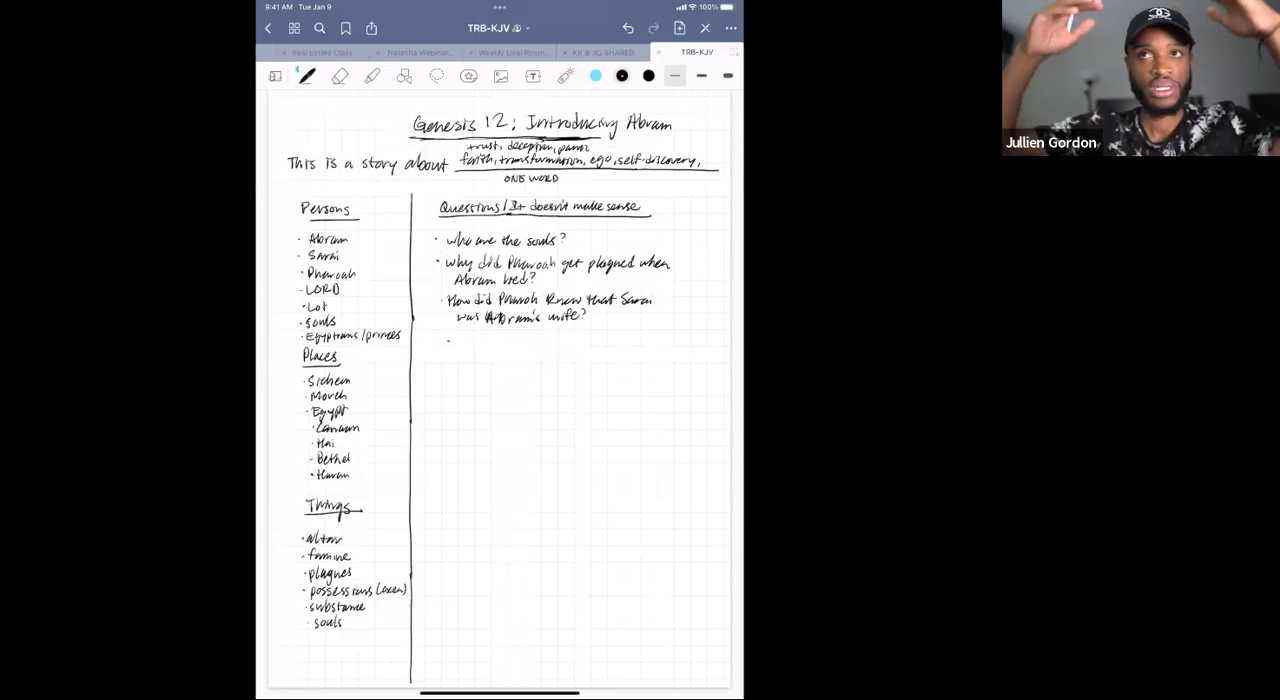 9:41 AM Tue Jan 9
100%
TRB-KJV
Real Estate Class
Natesha Webinar...
Weekly Deal Room...
KK & JG SHARED
TRB-KJV
Genesis 12: Introducing Abram
trust, deception, panic
This is a story about faith, transformation, ego, self-discovery,
ONE WORD
Persons
· Abram
- Sarai
· Pharoah
- LORD
· Lot
· souls
· Egyptians/princes
Places
· Sichem
· Moreh
- Egypt
· Canaan
· Hai
- Bethel
· Haran
Things
· altar
- famine
· plagues
· possessions (oxen)
· substance
· souls
Questions/It doesn't make sense
· who are the souls?
· Why did Pharoah get plagued when
Abram lied?
· How did Pharoh know that Sarai
was Abram's wife?
Jullien Gordon